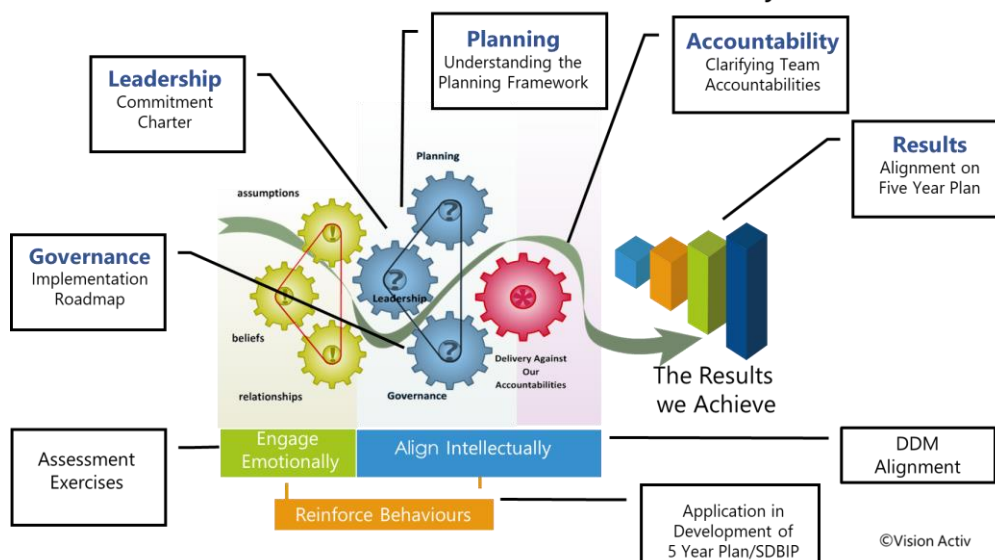 Planning
Understanding the
Planning Framework
Accountability
Clarifying Team
Accountabilities
Leadership
Commitment
Charter
Results
Alignment on
Five Year Plan
Governance
Implementation
Roadmap
Planning
assumptions
!
?
?
Leadership
!
beliefs
!
?
*
relationships
Governance
Delivery Against
Our
Accountabilities
The Results
we Achieve
Engage
Emotionally
Align Intellectually
Reinforce Behaviours
Assessment
Exercises
DDM
Alignment
Application in
Development of
5 Year Plan/SDBIP
©Vision Activ